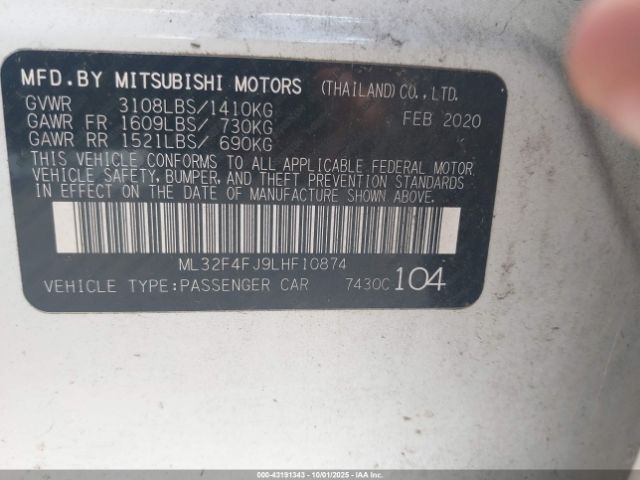 MFD.BY MITSUBISHI MOTORS (THAILAND) CO.,LTD.
GVWR 3108LBS/1410KG FEB 2020
GAWR FR 1609LBS/ 730KG
GAWR RR 1521LBS/ 690KG
THIS VEHICLE CONFORMS TO ALL APPLICABLE FEDERAL MOTOR
VEHICLE SAFETY, BUMPER, AND THEFT PREVENTION STANDARDS
IN EFFECT ON THE DATE OF MANUFACTURE SHOWN ABOVE.
ML32F4FJ9LHF10874
VEHICLE TYPE:PASSENGER CAR 7430C 104
000-43191343 - 10/01/2025 - IAAI.com